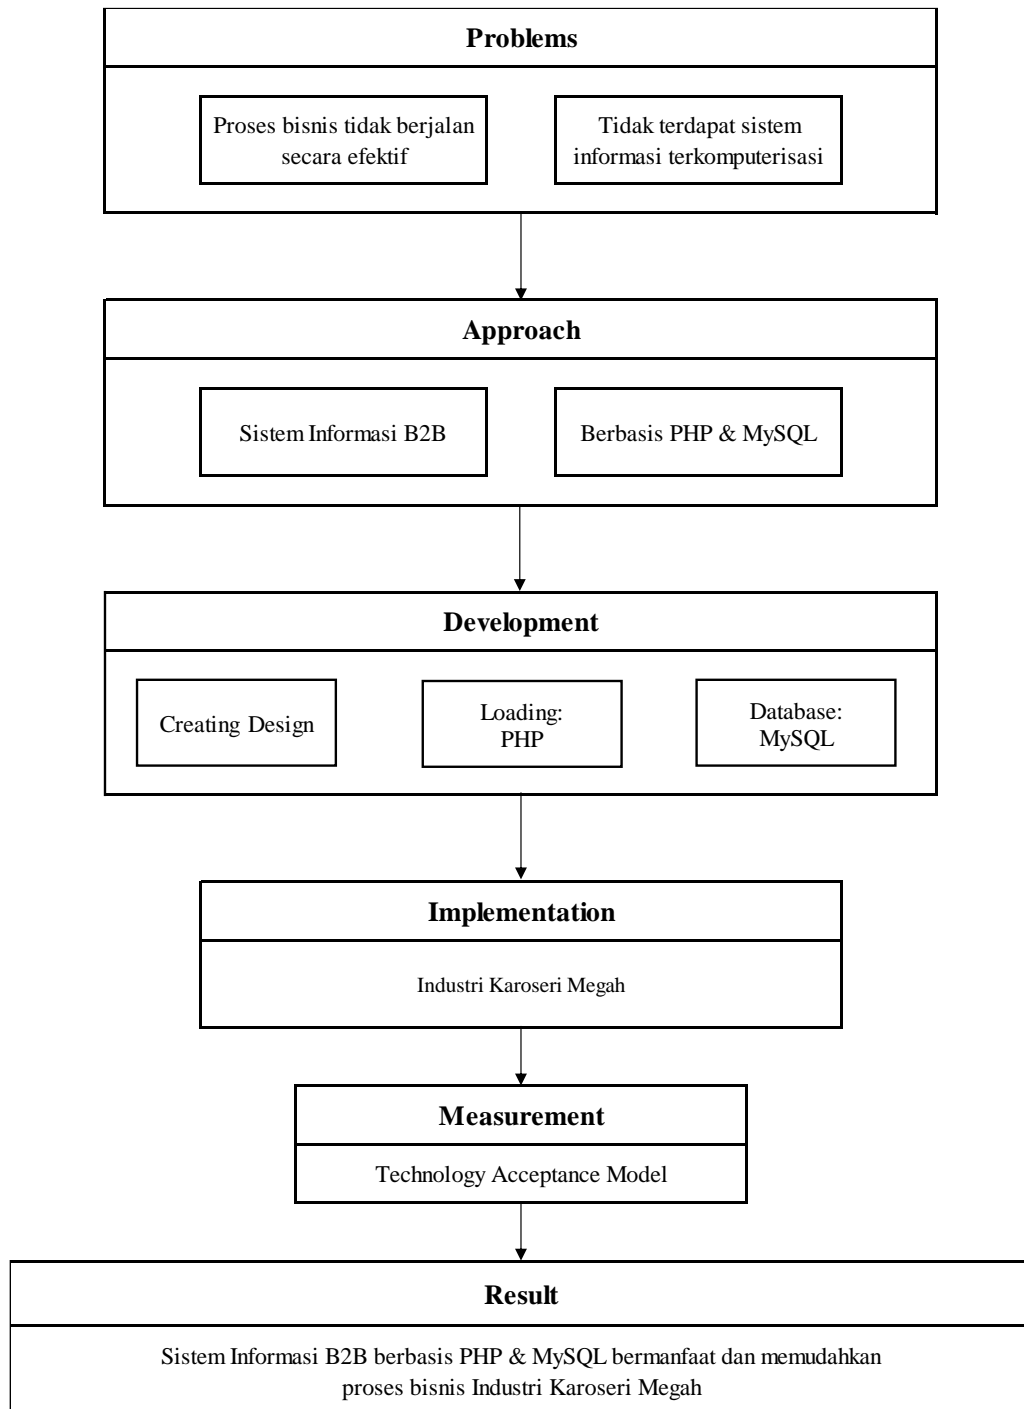 Problems
Proses bisnis tidak berjalan
secara efektif
Tidak terdapat sistem
informasi terkomputerisasi
Approach
Sistem Informasi B2B
Berbasis PHP & MySQL
Development
Creating Design
Loading:
PHP
Database:
MySQL
Implementation
Industri Karoseri Megah
Measurement
Technology Acceptance Model
Result
Sistem Informasi B2B berbasis PHP & MySQL bermanfaat dan memudahkan
proses bisnis Industri Karoseri Megah